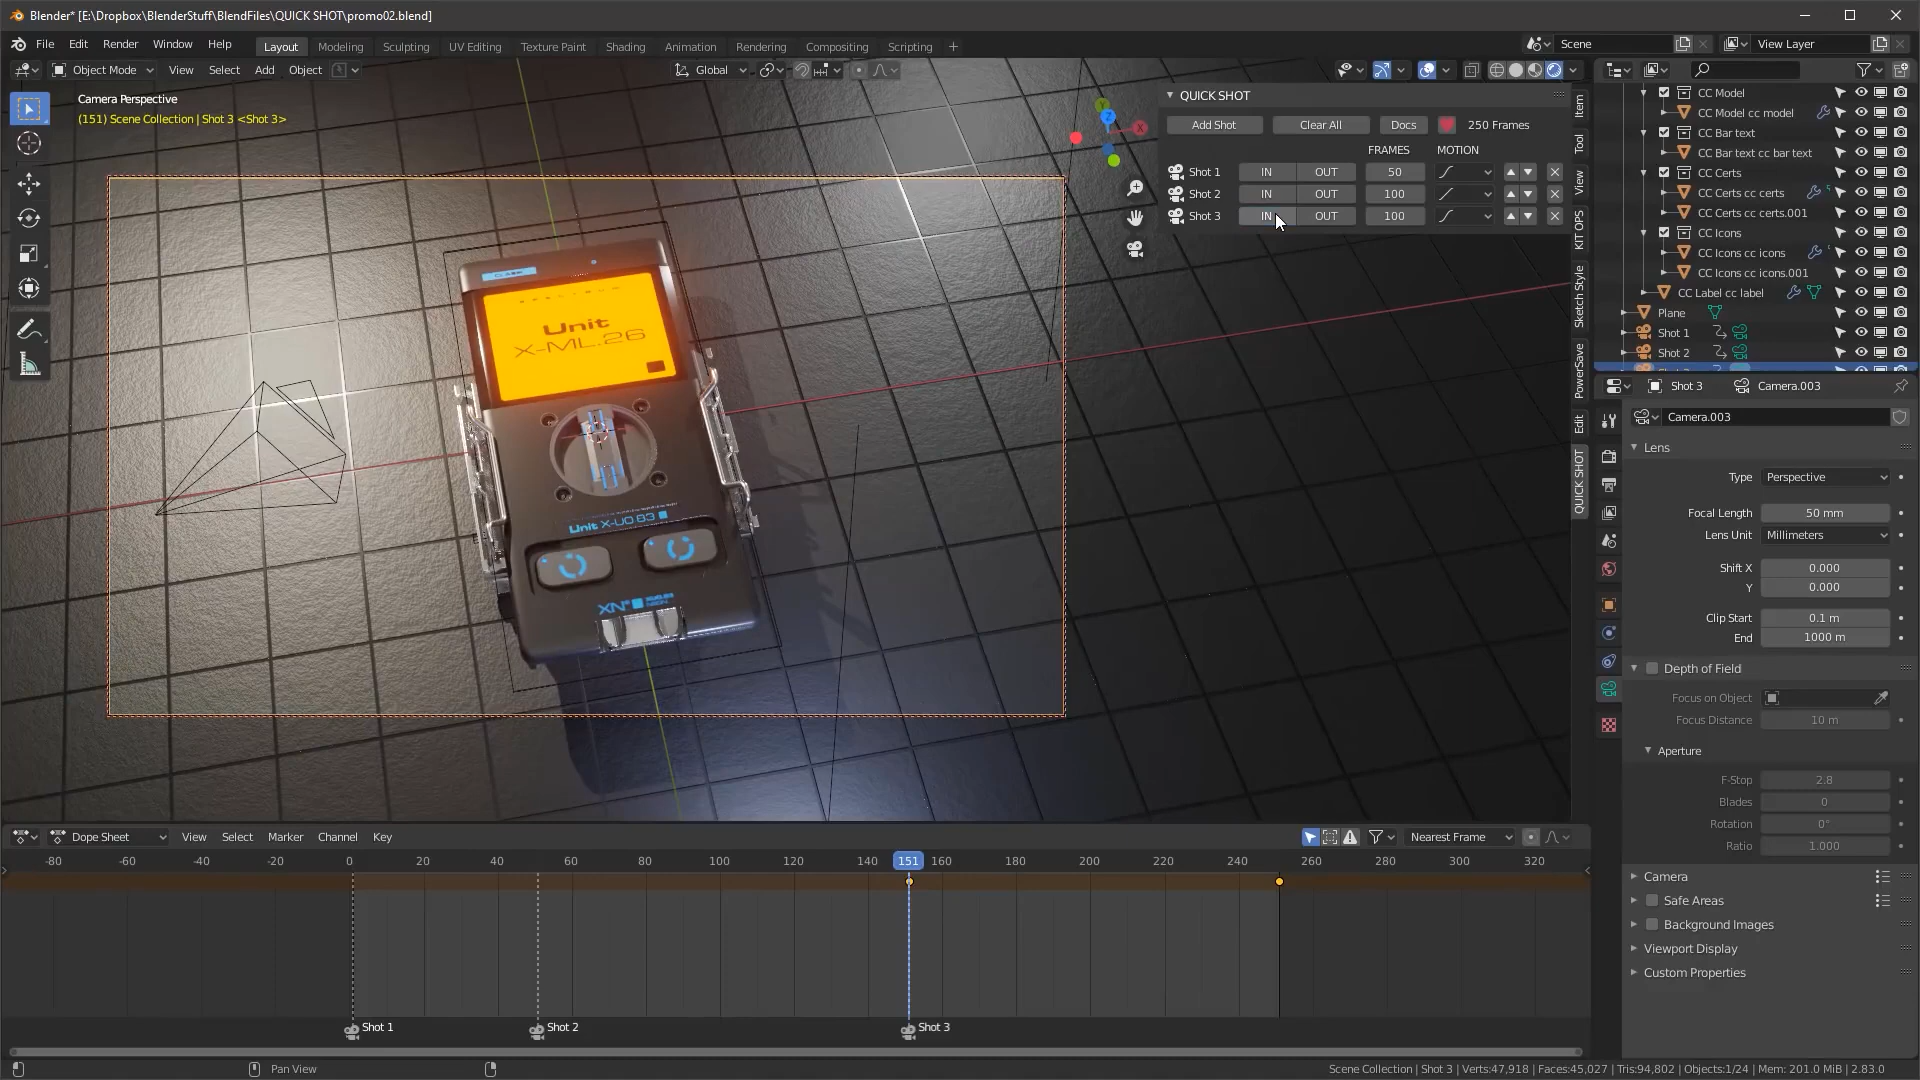 Blender* [E:\Dropbox\BlenderStuff\BlendFiles\QUICK SHOT\promo02.blend]
File Edit Render Window Help Layout Modeling Sculpting UV Editing Texture Paint Shading Animation Rendering Compositing Scripting + Scene View Layer
Object Mode View Select Add Object Global
Camera Perspective
(151) Scene Collection | Shot 3 <Shot 3>
QUICK SHOT
Add Shot Clear All Docs 250 Frames
FRAMES MOTION
Shot 1 IN OUT 50
Shot 2 IN OUT 100
Shot 3 IN OUT 100
X
Y
Z
Item
Tool
View
KIT OPS
Sketch Style
PowerSave
Edit
QUICK SHOT
CC Model
CC Model cc model
CC Bar text
CC Bar text cc bar text
CC Certs
CC Certs cc certs
CC Certs cc certs.001
CC Icons
CC Icons cc icons
CC Icons cc icons.001
CC Label cc label
Plane
Shot 1
Shot 2
Shot 3 Camera.003
Camera.003
Lens
Type Perspective
Focal Length 50 mm
Lens Unit Millimeters
Shift X 0.000
Y 0.000
Clip Start 0.1 m
End 1000 m
Depth of Field
Focus on Object
Focus Distance 10 m
Aperture
F-Stop 2.8
Blades 0
Rotation 0°
Ratio 1.000
Camera
Safe Areas
Background Images
Viewport Display
Custom Properties
Unit
X-ML.26
Unit X-U0.83
XN
Dope Sheet View Select Marker Channel Key Nearest Frame
-80 -60 -40 -20 0 20 40 60 80 100 120 140 151 160 180 200 220 240 260 280 300 320
Shot 1 Shot 2 Shot 3
Pan View
Scene Collection | Shot 3 | Verts:47,918 | Faces:45,027 | Tris:94,802 | Objects:1/24 | Mem: 201.0 MiB | 2.83.0